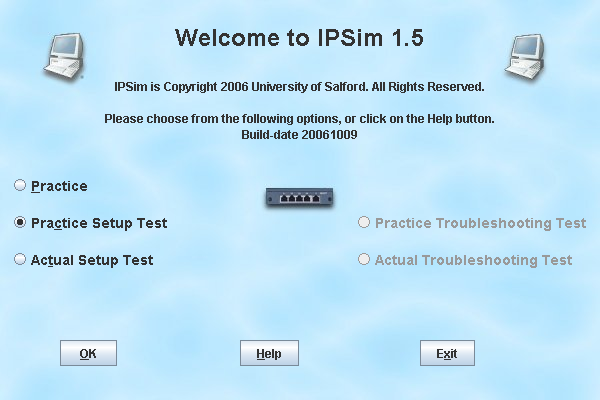 Welcome to IPSim 1.5
IPSim is Copyright 2006 University of Salford. All Rights Reserved.
Please choose from the following options, or click on the Help button.
Build-date 20061009
Practice
Practice Setup Test
Practice Troubleshooting Test
Actual Setup Test
Actual Troubleshooting Test
OK
Help
Exit